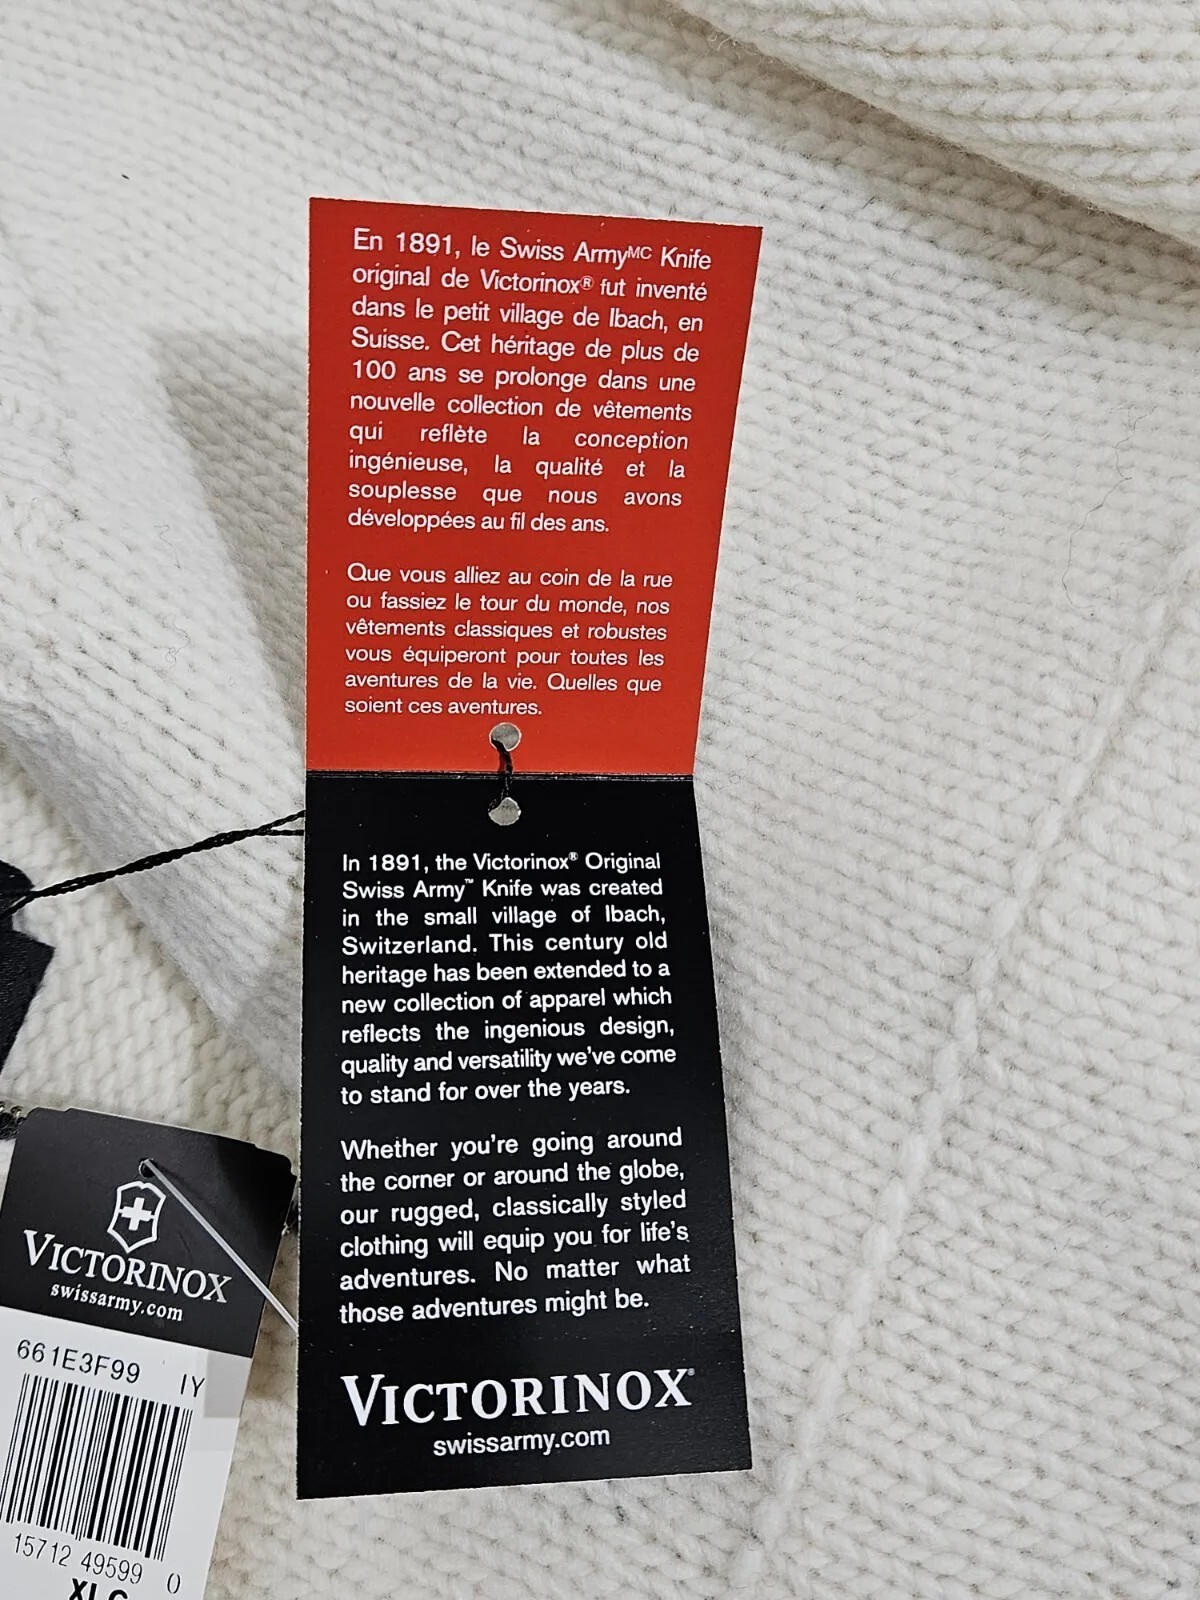 En 1891, le Swiss Armyᴹᶜ Knife
original de Victorinox® fut inventé
dans le petit village de Ibach, en
Suisse. Cet héritage de plus de
100 ans se prolonge dans une
nouvelle collection de vêtements
qui reflète la conception
ingénieuse, la qualité et la
souplesse que nous avons
développées au fil des ans.
Que vous alliez au coin de la rue
ou fassiez le tour du monde, nos
vêtements classiques et robustes
vous équiperont pour toutes les
aventures de la vie. Quelles que
soient ces aventures.
In 1891, the Victorinox® Original
Swiss Army™ Knife was created
in the small village of Ibach,
Switzerland. This century old
heritage has been extended to a
new collection of apparel which
reflects the ingenious design,
quality and versatility we've come
to stand for over the years.
Whether you're going around
the corner or around the globe,
our rugged, classically styled
clothing will equip you for life's
adventures. No matter what
those adventures might be.
VICTORINOX®
swissarmy.com
VICTORINOX
swissarmy.com
661E3F99 IY
15712 49599 0